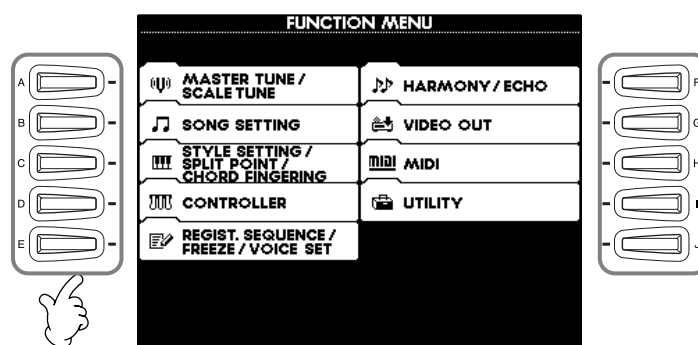 FUNCTION MENU
A
MASTER TUNE /
SCALE TUNE
HARMONY / ECHO
F
B
SONG SETTING
VIDEO OUT
G
C
STYLE SETTING /
SPLIT POINT /
CHORD FINGERING
MIDI MIDI
H
D
CONTROLLER
UTILITY
I
E
REGIST. SEQUENCE /
FREEZE / VOICE SET
J